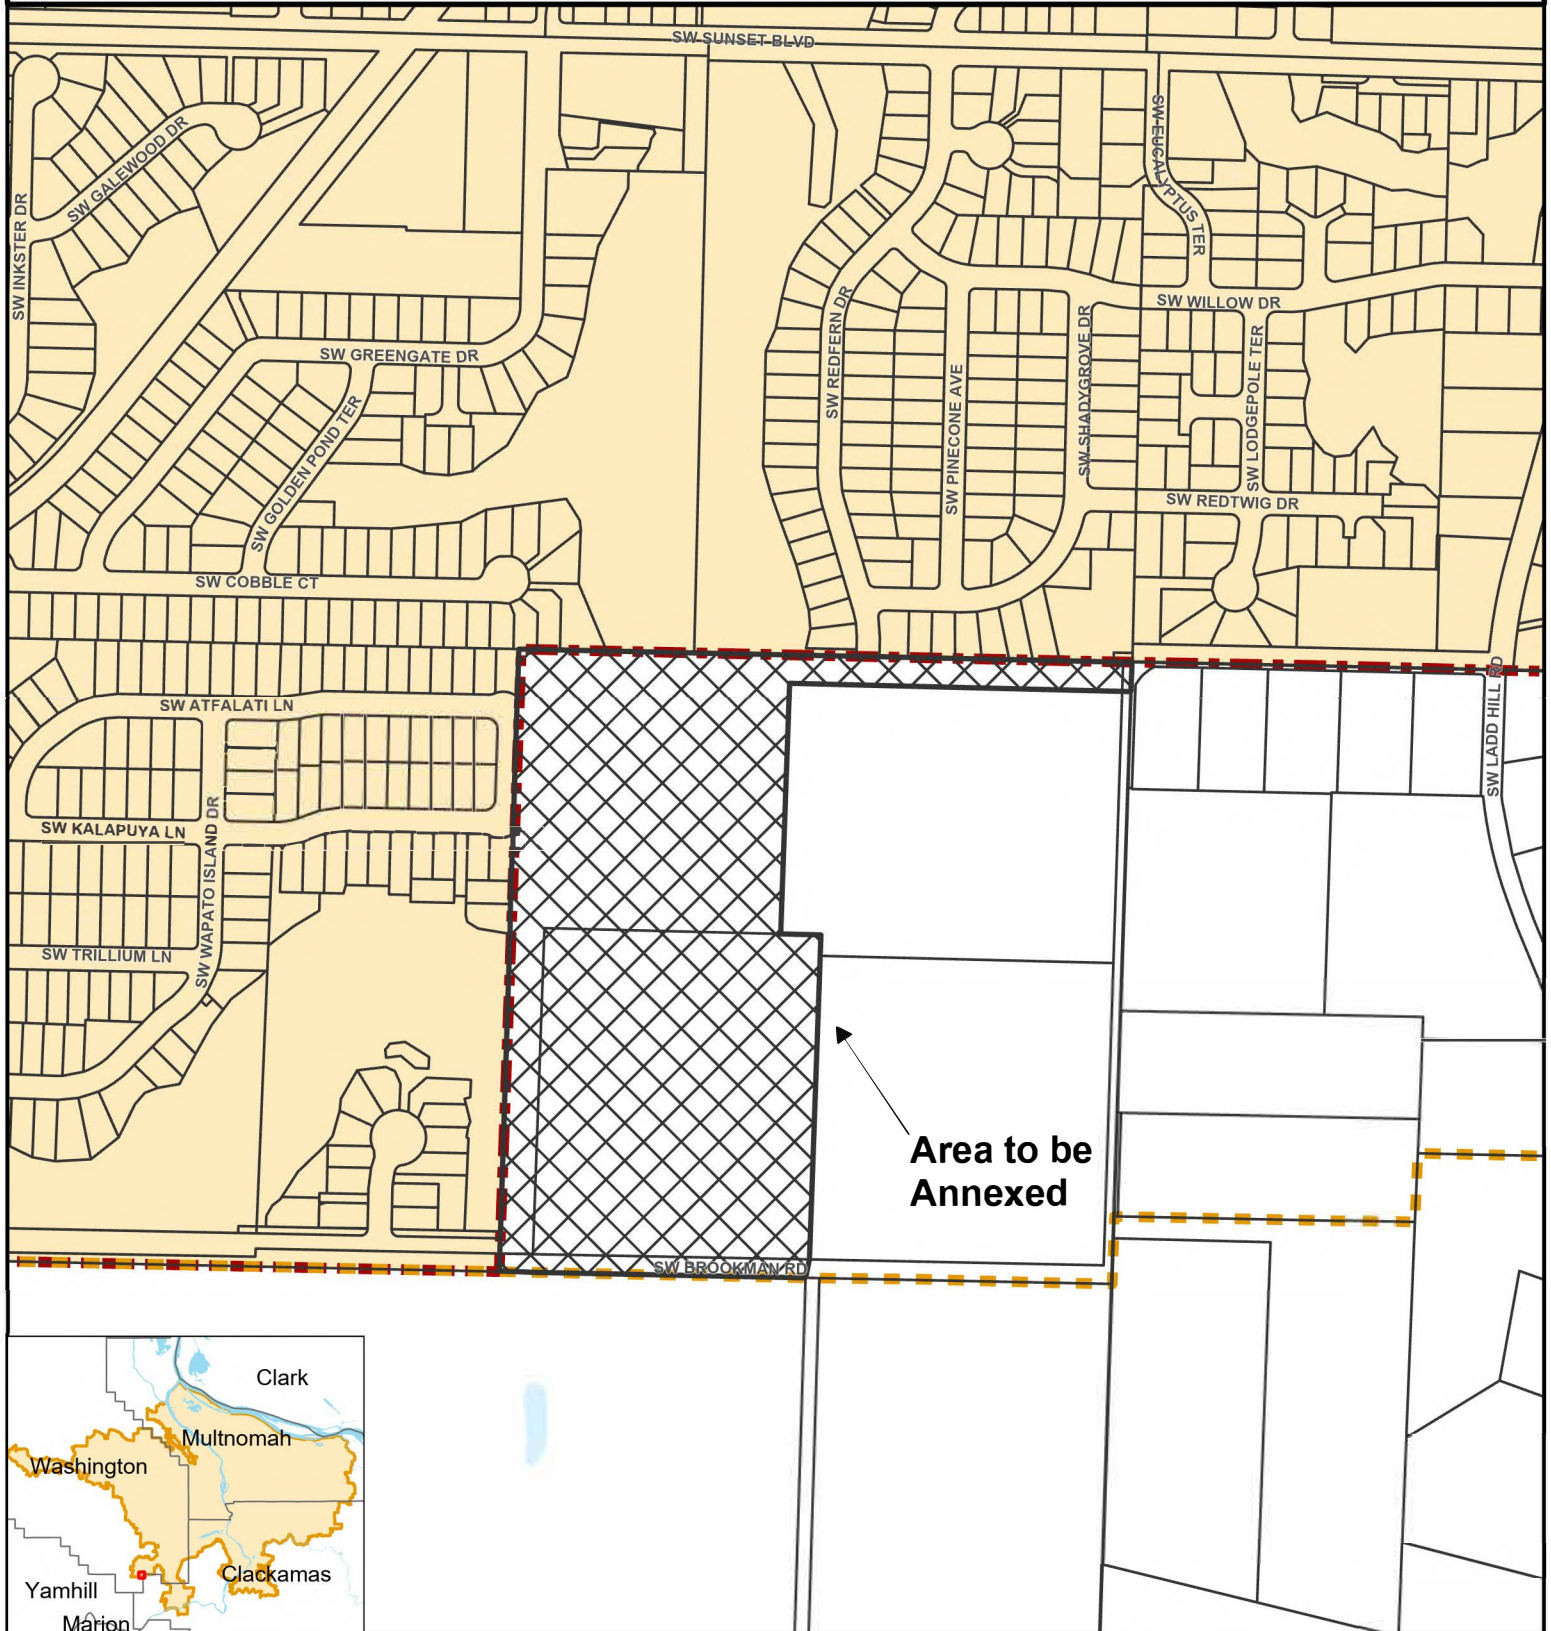 SW SUNSET BLVD
SW GALEWOOD DR
SW INKSTER DR
SW EUCALYPTUS TER
SW WILLOW DR
SW REDFERN DR
SW SHADYGROVE DR
SW LODGEPOLE TER
SW GREENGATE DR
SW PINECONE AVE
SW GOLDEN POND TER
SW REDTWIG DR
SW COBBLE CT
SW ATFALATI LN
SW LADD HILL RD
SW KALAPUYA LN
SW WAPATO ISLAND DR
SW TRILLIUM LN
Area to be
Annexed
SW BROOKMAN RD
Clark
Multnomah
Washington
Clackamas
Yamhill
Marion